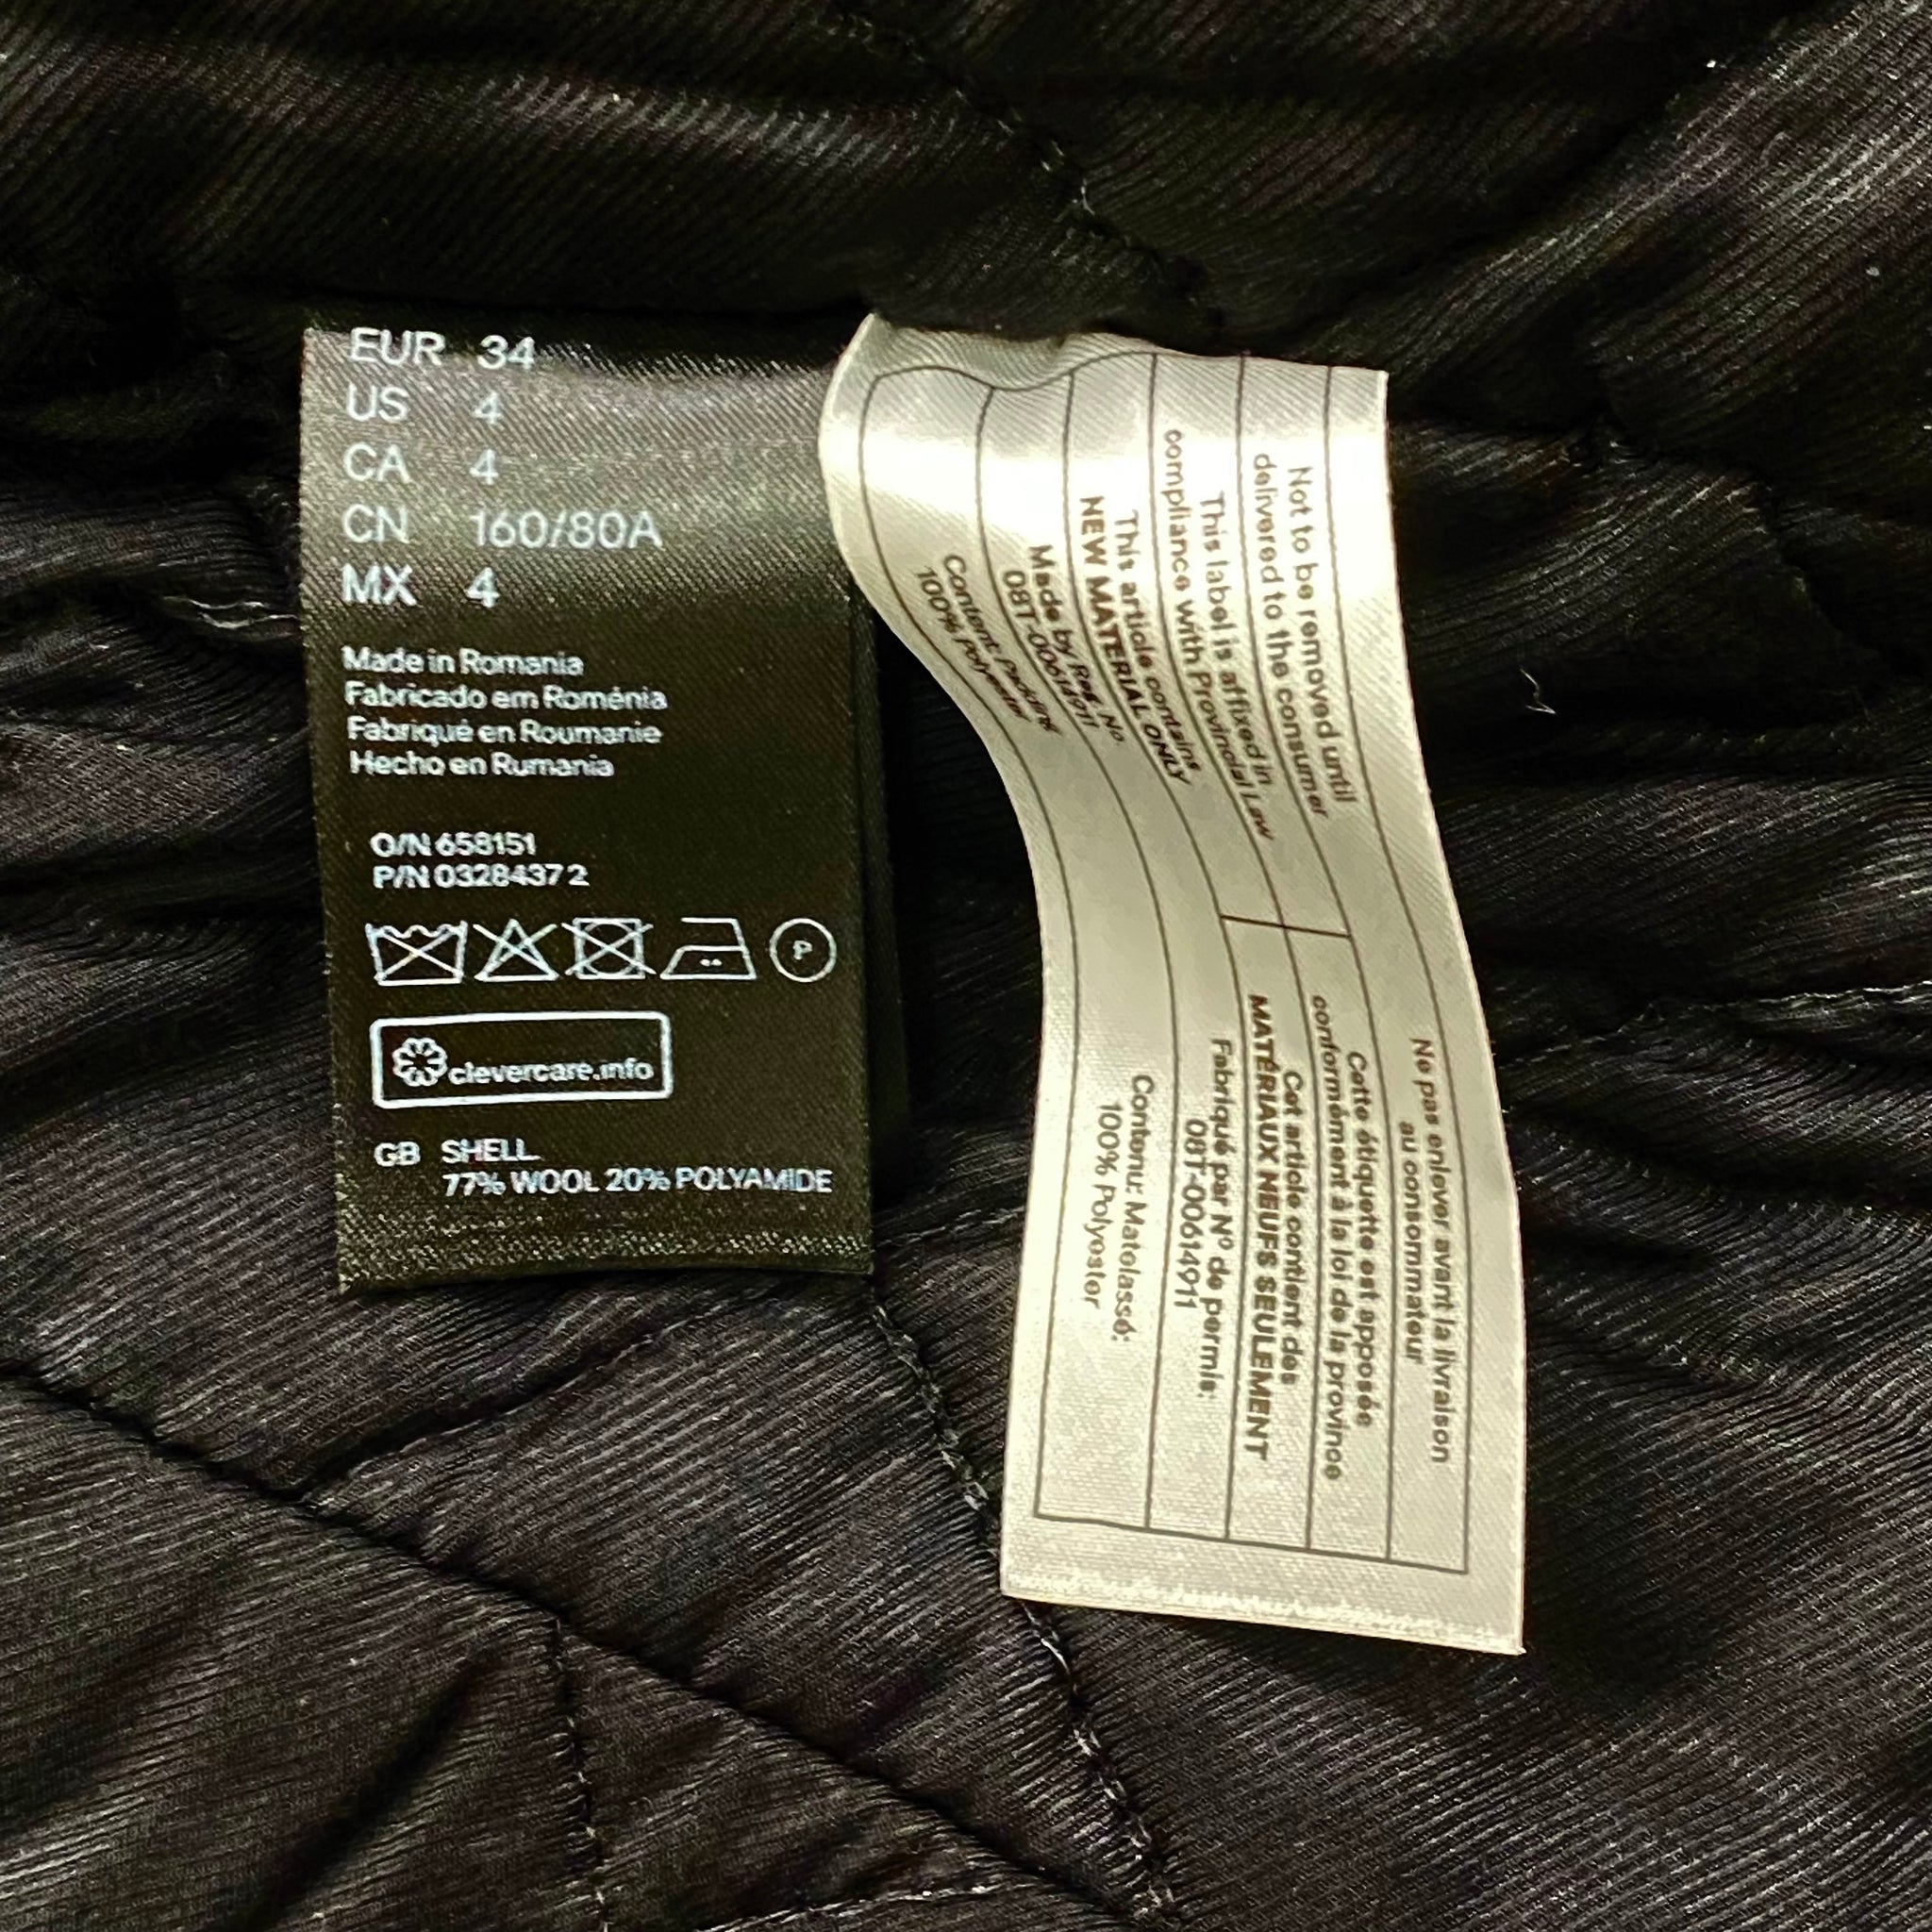 EUR 34
US 4
CA 4
CN 160/80A
MX 4
Made in Romania
Fabricado em Roménia
Fabriqué en Roumanie
Hecho en Rumania
O/N 658151
P/N 0328437 2
P
clevercare.info
GB SHELL
77% WOOL 20% POLYAMIDE
Not to be removed until
delivered to the consumer
This label is affixed in
compliance with Provincial Law
This article contains
NEW MATERIAL ONLY
Made by Reg. No
08T-00614911
Content: Padding
100% Polyester
Ne pas enlever avant la livraison
au consommateur
Cette étiquette est apposée
conformément à la loi de la province
Cet article contient des
MATÉRIAUX NEUFS SEULEMENT
Fabriqué par Nº de permis:
08T-00614911
Contenu: Matelassé:
100% Polyester